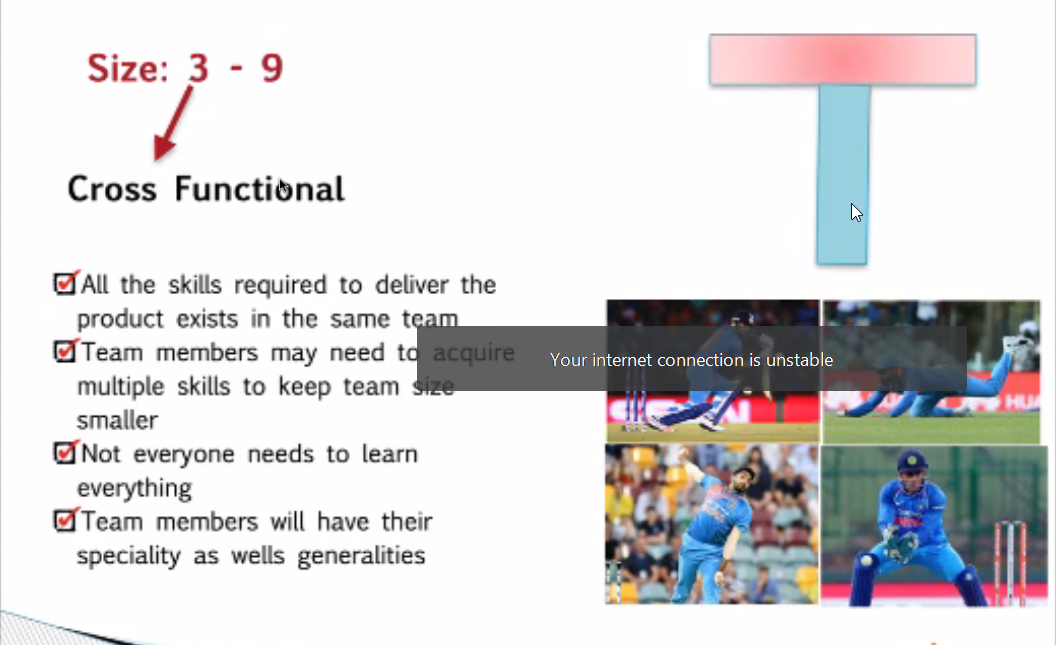 Size: 3 - 9
Cross Functional
All the skills required to deliver the
product exists in the same team
Team members may need to acquire
multiple skills to keep team size
smaller
Not everyone needs to learn
everything
Team members will have their
speciality as wells generalities
T
Your internet connection is unstable